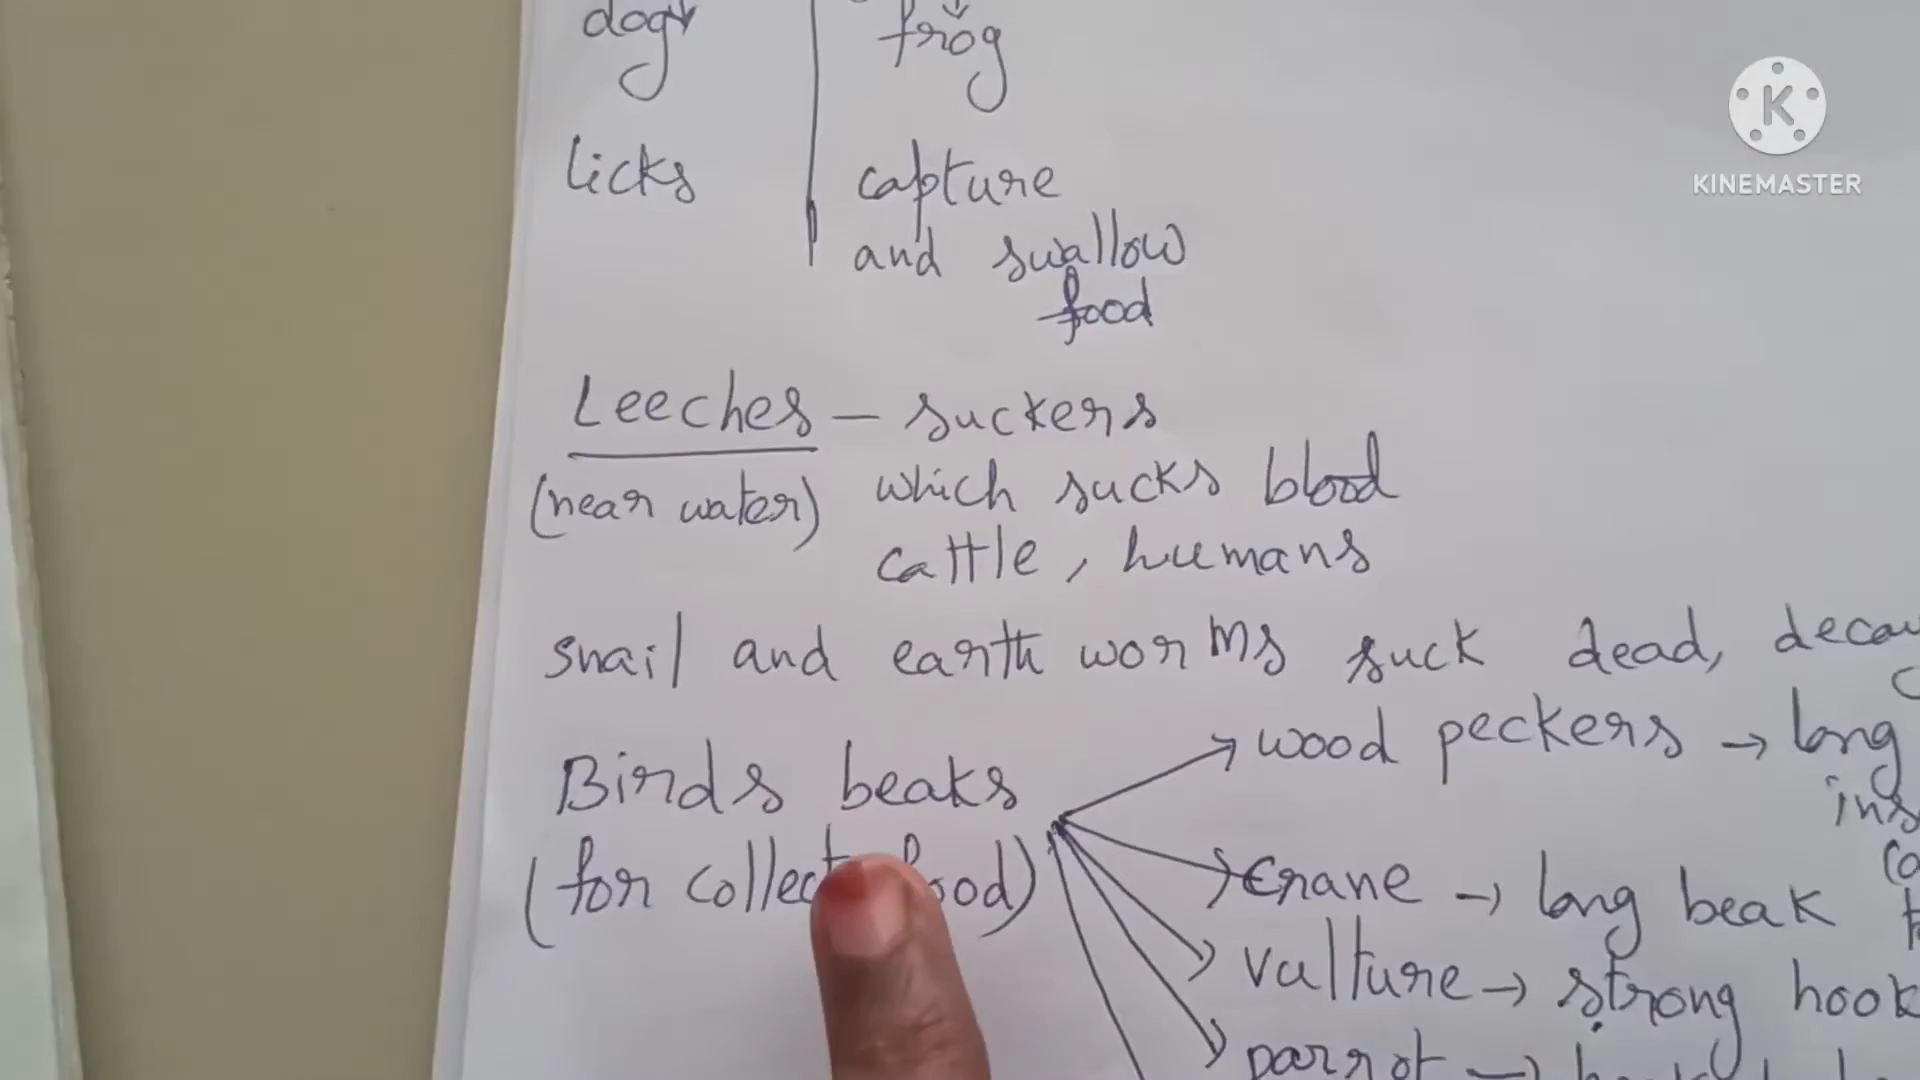 dog
frog
licks
capture
and swallow
food
Leeches - suckers
(near water) which sucks blood
cattle, humans
snail and earth worms suck dead,
wood peckers → long
Birds beaks
(for collect food)
crane → long beak
vulture → strong
parrot →
K
KINEMASTER